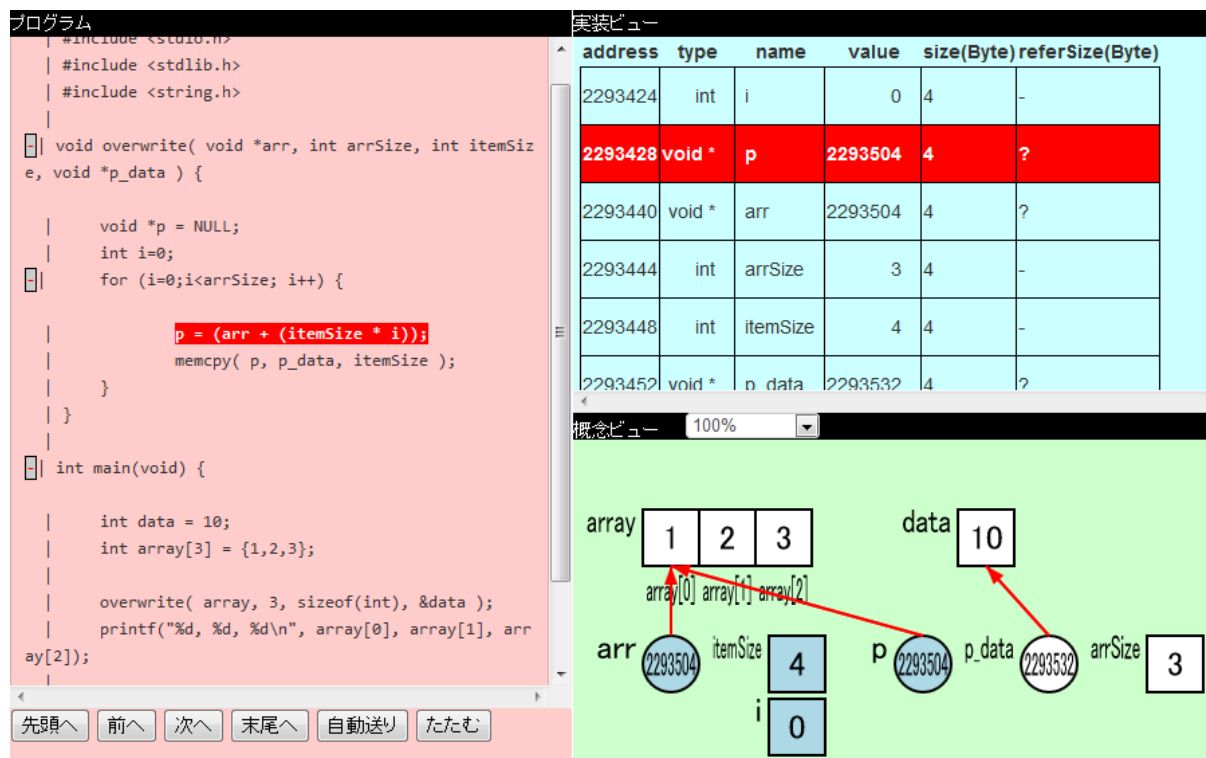 プログラム
| #include <stdio.h>
| #include <stdlib.h>
| #include <string.h>
|
-| void overwrite( void *arr, int arrSize, int itemSiz
e, void *p_data ) {
| void *p = NULL;
| int i=0;
-| for (i=0;i<arrSize; i++) {
| p = (arr + (itemSize * i));
| memcpy( p, p_data, itemSize );
| }
| }
|
-| int main(void) {
| int data = 10;
| int array[3] = {1,2,3};
|
| overwrite( array, 3, sizeof(int), &data );
| printf("%d, %d, %d\n", array[0], array[1], arr
ay[2]);
|
先頭へ 前へ 次へ 末尾へ 自動送り たたむ
実装ビュー
address type name value size(Byte) referSize(Byte)
2293424 int i 0 4 -
2293428 void * p 2293504 4 ?
2293440 void * arr 2293504 4 ?
2293444 int arrSize 3 4 -
2293448 int itemSize 4 4 -
2293452 void * p_data 2293532 4 ?
概念ビュー 100%
array 1 2 3 data 10
array[0] array[1] array[2]
arr 2293504 itemSize 4 p 2293504 p_data 2293532 arrSize 3
i 0